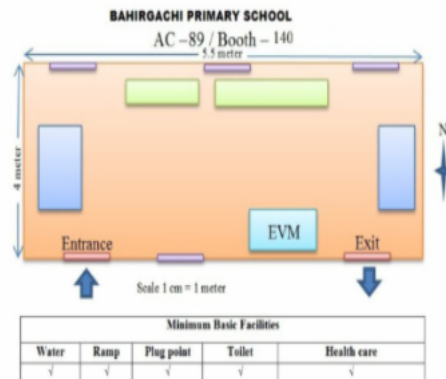 BAHIRGACHI PRIMARY SCHOOL
AC – 89 / Booth – 140
5.5 meter
4 meter
N
EVM
Entrance
Exit
Scale 1 cm = 1 meter
Minimum Basic Facilities
Water Ramp Plug point Toilet Health care
√ √ √ √ √